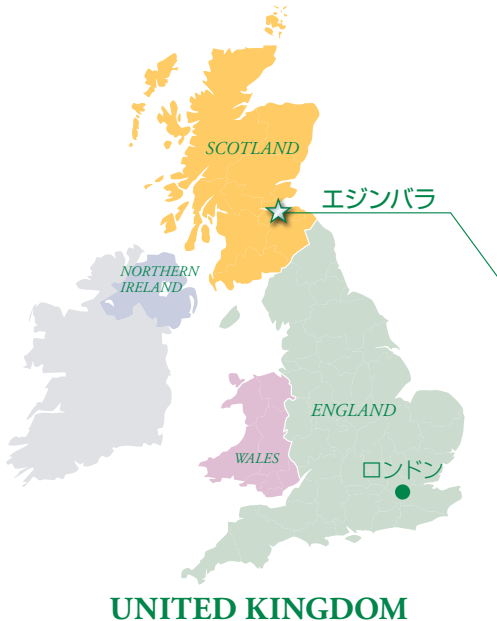 SCOTLAND
エジンバラ
NORTHERN
IRELAND
ENGLAND
WALES
ロンドン
UNITED KINGDOM